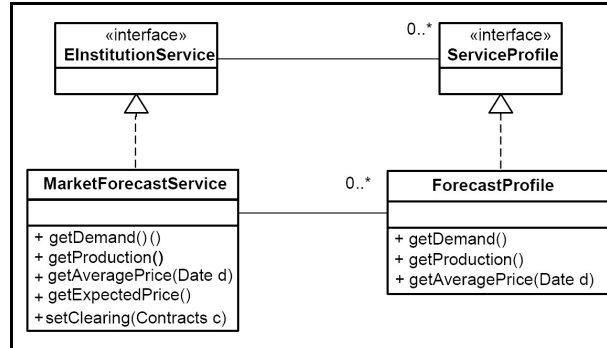 «interface»
EInstitutionService
0..*
«interface»
ServiceProfile
MarketForecastService
0..*
ForecastProfile
+ getDemand()()
+ getProduction()
+ getAveragePrice(Date d)
+ getExpectedPrice()
+setClearing(Contracts c)
+ getDemand()
+ getProduction()
+ getAveragePrice(Date d)